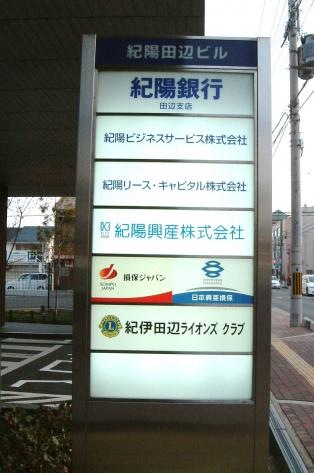 紀陽田辺ビル
紀陽銀行
田辺支店
紀陽ビジネスサービス株式会社
紀陽リース・キャピタル株式会社
紀陽興産株式会社
損保ジャパン
SOMPO
JAPAN
日本興亜損保
紀伊田辺ライオンズ クラブ